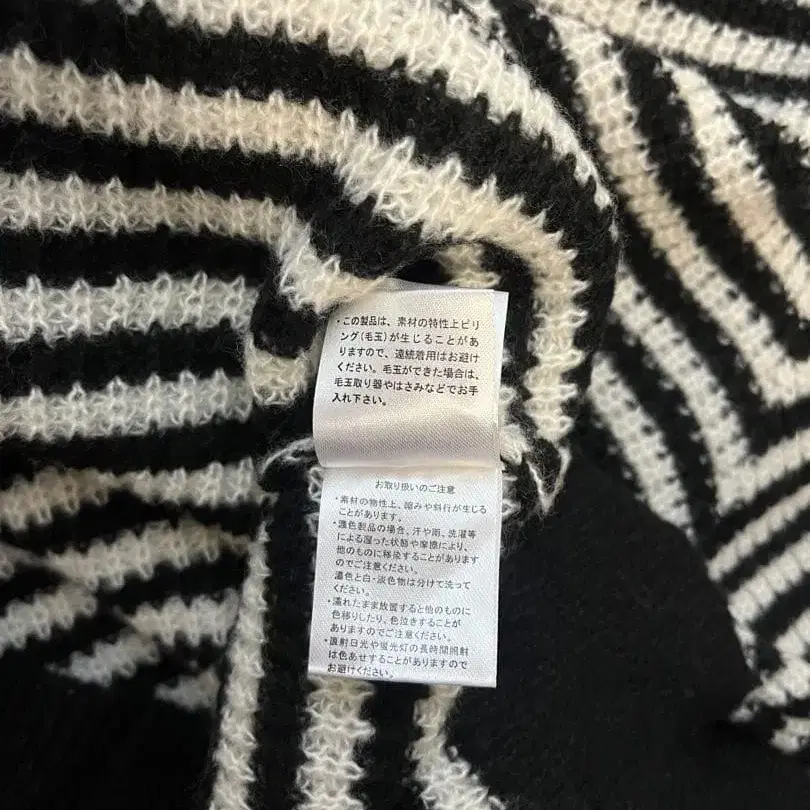 ・この製品は、素材の特性上ピリ
ング(毛玉)が生じることがあ
りますので、連続着用はお避け
ください。毛玉ができた場合は、
毛玉取り器やはさみなどでお手
入れ下さい。
お取り扱いのご注意
・素材の物性上、縮みや斜行が生じる
ことがあります。
・濃色製品の場合、汗や雨、洗濯等
による湿った状態や摩擦により、
他のものに移染することがあります
のでご注意ください。
濃色と白・淡色物は分けて洗って
ください。
・濡れたまま放置すると他のものに
色移りしたり、色泣きすることが
ありますのでご注意ください。
・直射日光や蛍光灯の長時間照射
は色あせすることがありますので
お避けください。